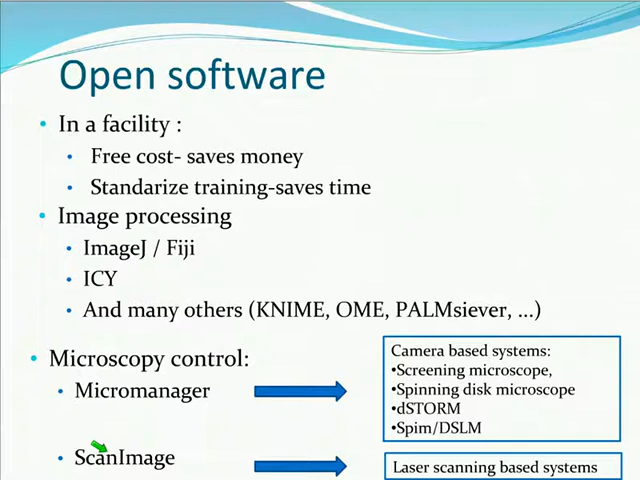 Open software
• In a facility :
• Free cost- saves money
• Standarize training-saves time
• Image processing
• ImageJ / Fiji
• ICY
• And many others (KNIME, OME, PALMsiever, ...)
• Microscopy control:
• Micromanager
Camera based systems:
•Screening microscope,
•Spinning disk microscope
•dSTORM
•Spim/DSLM
• ScanImage
Laser scanning based systems